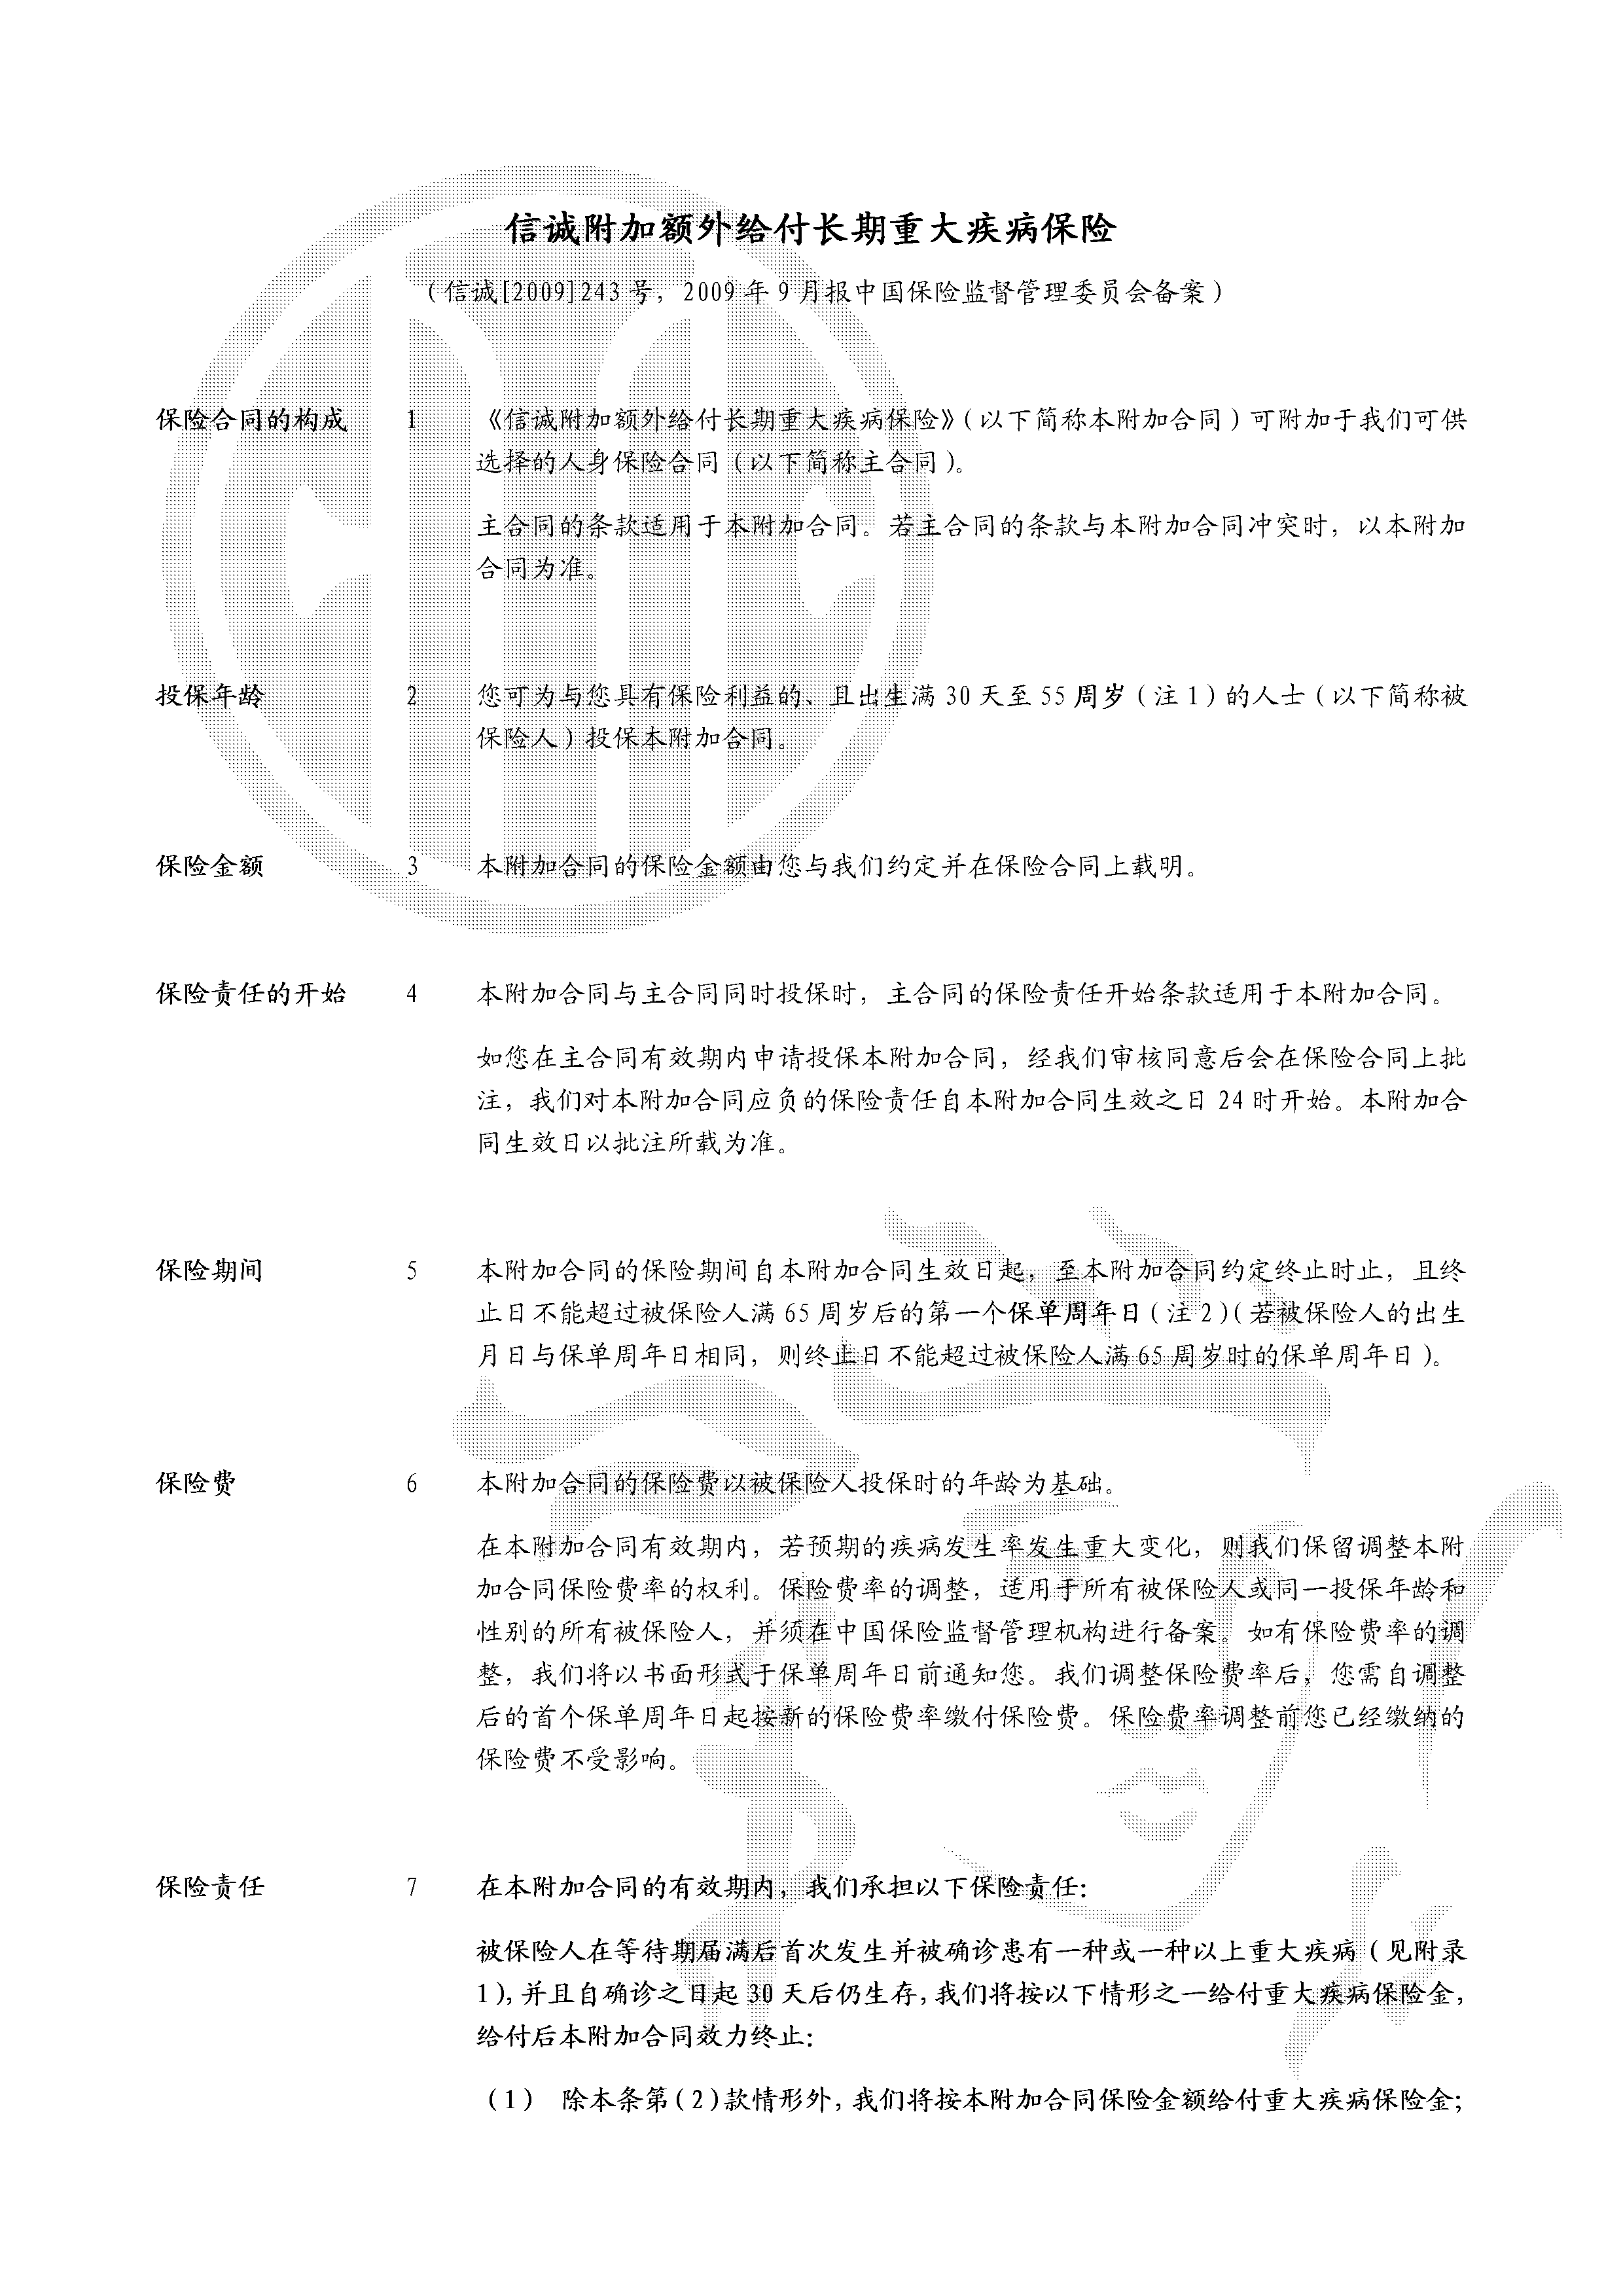 信诚附加额外给付长期重大疾病保险
（信诚[2009]243号，2009年9月报中国保险监督管理委员会备案）
保险合同的构成 1 《信诚附加额外给付长期重大疾病保险》（以下简称本附加合同）可附加于我们可供
选择的人身保险合同（以下简称主合同）。
主合同的条款适用于本附加合同。若主合同的条款与本附加合同冲突时，以本附加
合同为准。
投保年龄 2 您可为与您具有保险利益的、且出生满30天至55周岁（注1）的人士（以下简称被
保险人）投保本附加合同。
保险金额 3 本附加合同的保险金额由您与我们约定并在保险合同上载明。
保险责任的开始 4 本附加合同与主合同同时投保时，主合同的保险责任开始条款适用于本附加合同。
如您在主合同有效期内申请投保本附加合同，经我们审核同意后会在保险合同上批
注，我们对本附加合同应负的保险责任自本附加合同生效之日24时开始。本附加合
同生效日以批注所载为准。
保险期间 5 本附加合同的保险期间自本附加合同生效日起，至本附加合同约定终止时止，且终
止日不能超过被保险人满65周岁后的第一个保单周年日（注2）（若被保险人的出生
月日与保单周年日相同，则终止日不能超过被保险人满65周岁时的保单周年日）。
保险费 6 本附加合同的保险费以被保险人投保时的年龄为基础。
在本附加合同有效期内，若预期的疾病发生率发生重大变化，则我们保留调整本附
加合同保险费率的权利。保险费率的调整，适用于所有被保险人或同一投保年龄和
性别的所有被保险人，并须在中国保险监督管理机构进行备案。如有保险费率的调
整，我们将以书面形式于保单周年日前通知您。我们调整保险费率后，您需自调整
后的首个保单周年日起按新的保险费率缴付保险费。保险费率调整前您已经缴纳的
保险费不受影响。
保险责任 7 在本附加合同的有效期内，我们承担以下保险责任：
被保险人在等待期届满后首次发生并被确诊患有一种或一种以上重大疾病（见附录
1），并且自确诊之日起30天后仍生存，我们将按以下情形之一给付重大疾病保险金，
给付后本附加合同效力终止：
（1） 除本条第（2）款情形外，我们将按本附加合同保险金额给付重大疾病保险金；